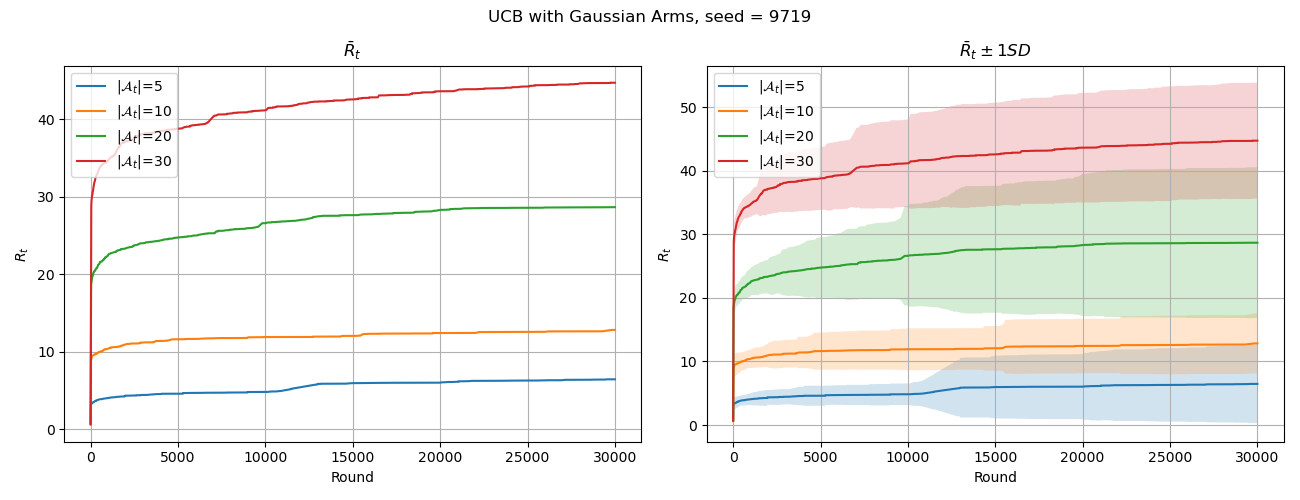 UCB with Gaussian Arms, seed = 9719
R̄ₜ
|𝒜ₜ|=5
|𝒜ₜ|=10
|𝒜ₜ|=20
|𝒜ₜ|=30
Rₜ
40
30
20
10
0
0 5000 10000 15000 20000 25000 30000
Round
R̄ₜ ± 1SD
|𝒜ₜ|=5
|𝒜ₜ|=10
|𝒜ₜ|=20
|𝒜ₜ|=30
Rₜ
50
40
30
20
10
0
0 5000 10000 15000 20000 25000 30000
Round